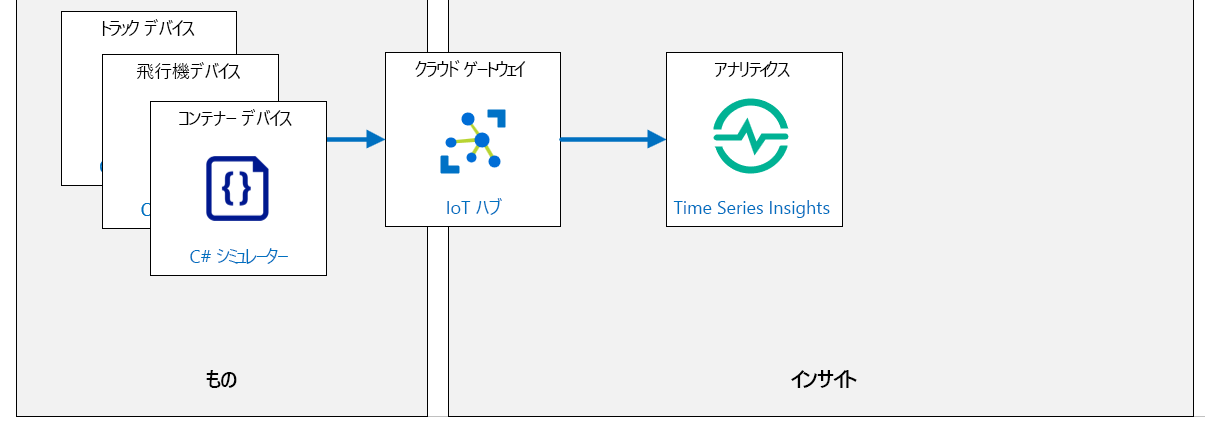 トラック デバイス
飛行機デバイス
コンテナー デバイス
C# シミュレーター
クラウド ゲートウェイ
IoT ハブ
アナリティクス
Time Series Insights
もの
インサイト